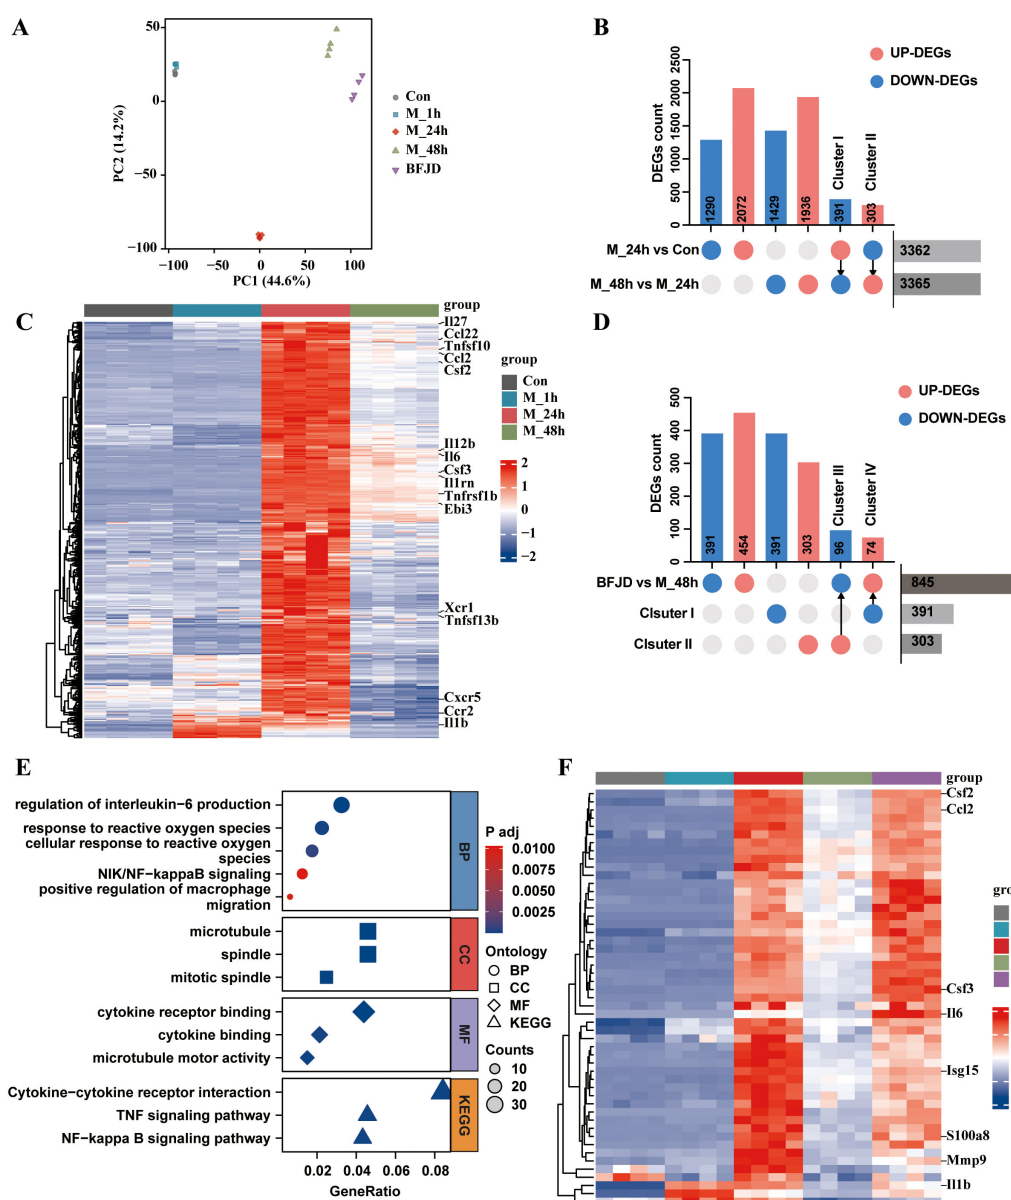 A
50
0
−50
−100
PC2 (14.2%)
−100
−50
0
50
100
PC1 (44.6%)
Con
M_1h
M_24h
M_48h
BFJD
B
UP-DEGs
DOWN-DEGs
DEGs count
2500
2000
1500
1000
500
0
1290
2072
1429
1936
391
303
Cluster I
Cluster II
M_24h vs Con
3362
M_48h vs M_24h
3365
C
group
Il27
Ccl22
Tnfsf10
Ccl2
Csf2
Il12b
Il6
Csf3
Il1rn
Tnfrsf1b
Ebi3
Xcr1
Tnfsf13b
Cxcr5
Ccr2
Il1b
group
Con
M_1h
M_24h
M_48h
2
1
0
−1
−2
D
UP-DEGs
DOWN-DEGs
DEGs count
400
300
200
100
0
391
454
391
303
96
74
Cluster III
Cluster IV
BFJD vs M_48h
845
Clsuter I
391
Clsuter II
303
E
regulation of interleukin−6 production
response to reactive oxygen species
cellular response to reactive oxygen
species
NIK/NF−kappaB signaling
positive regulation of macrophage
migration
BP
microtubule
spindle
mitotic spindle
CC
cytokine receptor binding
cytokine binding
microtubule motor activity
MF
Cytokine−cytokine receptor interaction
TNF signaling pathway
NF−kappa B signaling pathway
KEGG
0.02
0.04
0.06
0.08
GeneRatio
P adj
0.0100
0.0075
0.0050
0.0025
Ontology
BP
CC
MF
KEGG
Counts
10
20
30
F
group
Csf2
Ccl2
Csf3
Il6
Isg15
S100a8
Mmp9
Il1b
gro